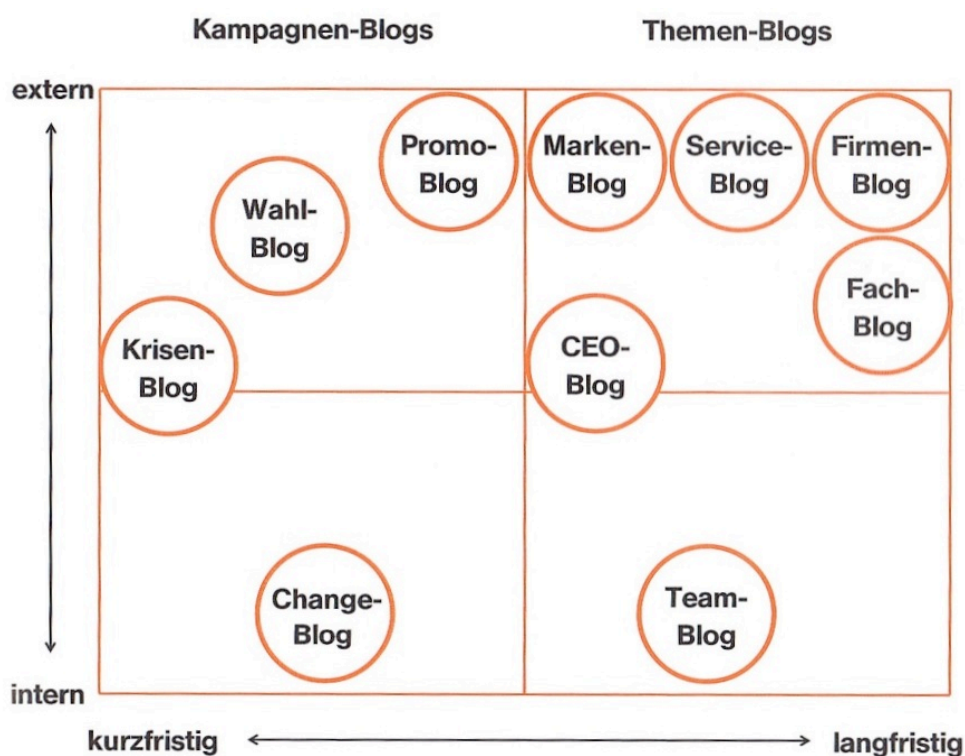 Kampagnen-Blogs
Themen-Blogs
extern
Promo-
Blog
Marken-
Blog
Service-
Blog
Firmen-
Blog
Wahl-
Blog
Fach-
Blog
Krisen-
Blog
CEO-
Blog
Change-
Blog
Team-
Blog
intern
kurzfristig
langfristig